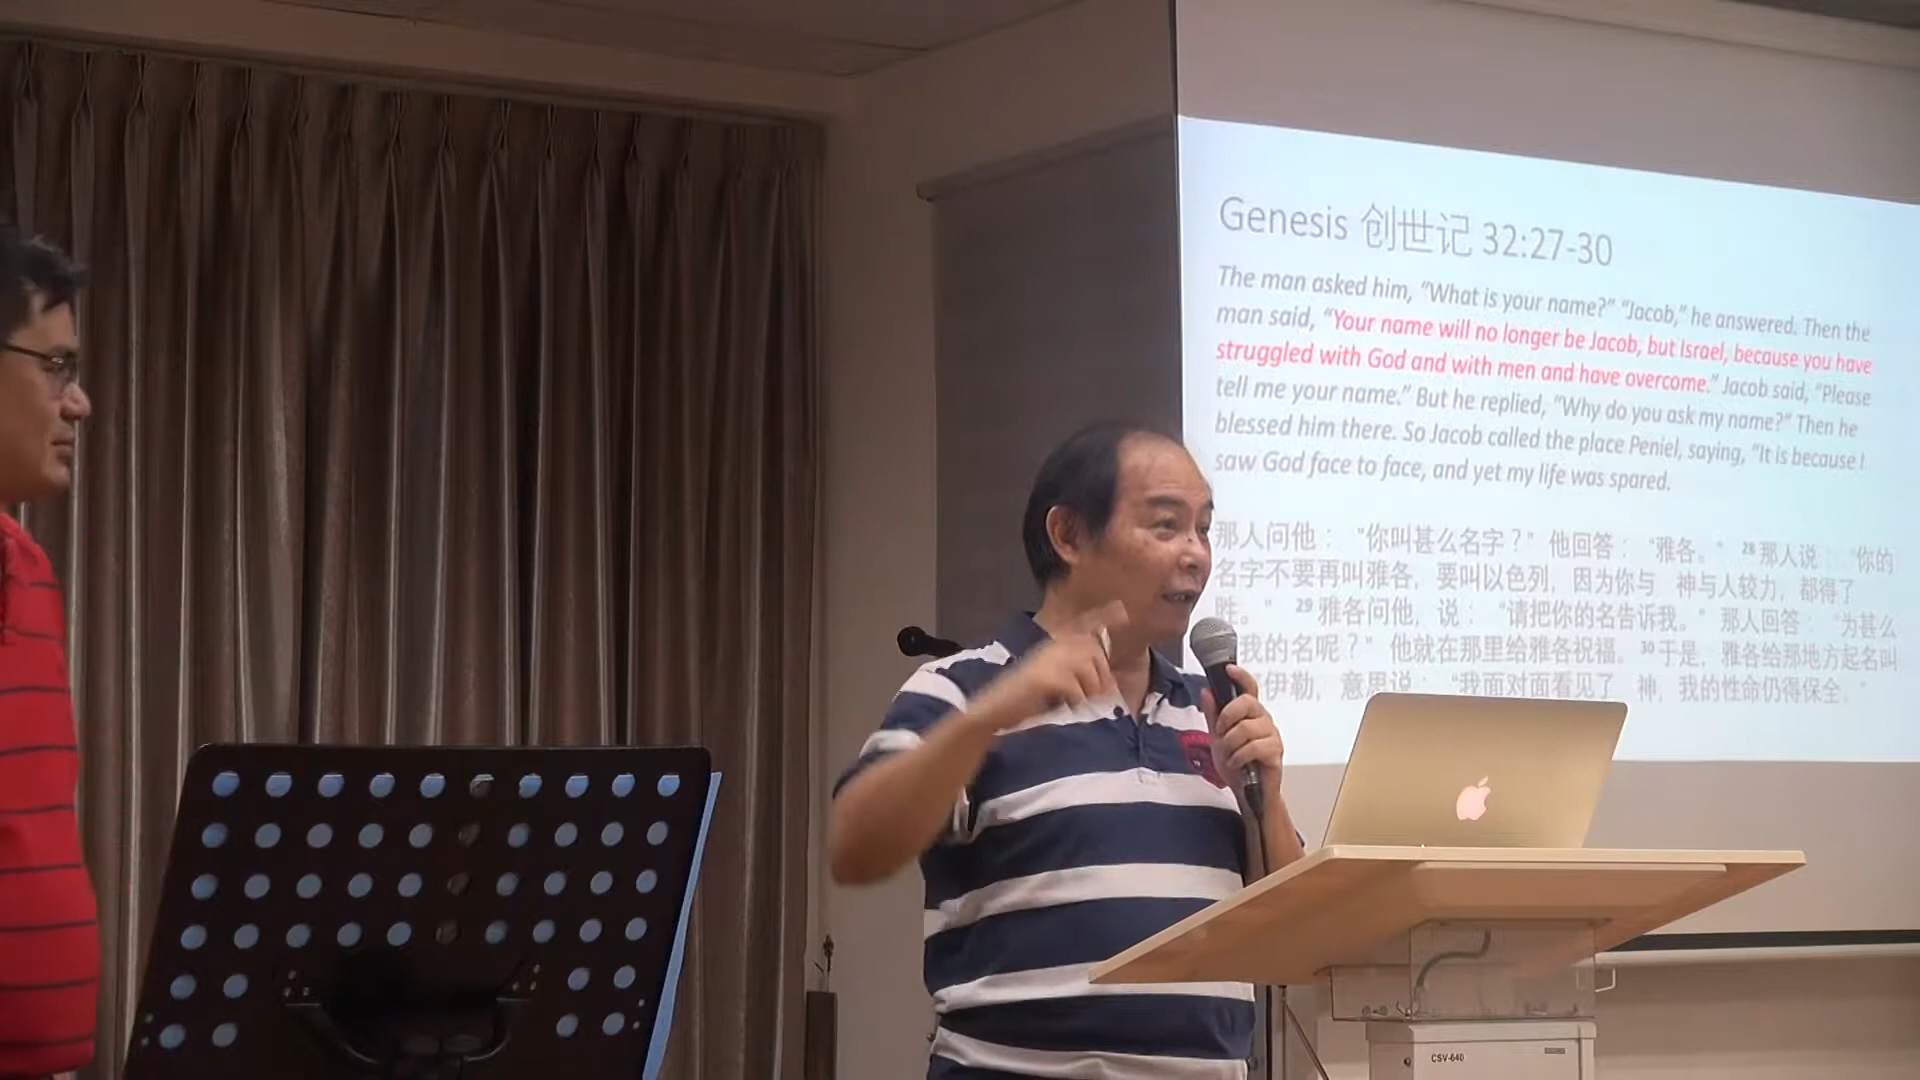 Genesis 创世记 32:27-30
The man asked him, “What is your name?” “Jacob,” he answered. Then the
man said, “Your name will no longer be Jacob, but Israel, because you have
struggled with God and with men and have overcome.” Jacob said, “Please
tell me your name.” But he replied, “Why do you ask my name?” Then he
blessed him there. So Jacob called the place Peniel, saying, “It is because I
saw God face to face, and yet my life was spared.
那人问他：“你叫甚么名字？”他回答：“雅各。” 28 那人说：“你的
名字不要再叫雅各，要叫以色列，因为你与 神与人较力，都得了
胜。” 29 雅各问他，说：“请把你的名告诉我。”那人回答：“为甚么
我的名呢？”他就在那里给雅各祝福。 30 于是，雅各给那地方起名叫
伊勒，意思说：“我面对面看见了 神，我的性命仍得保全。”
CSV-640